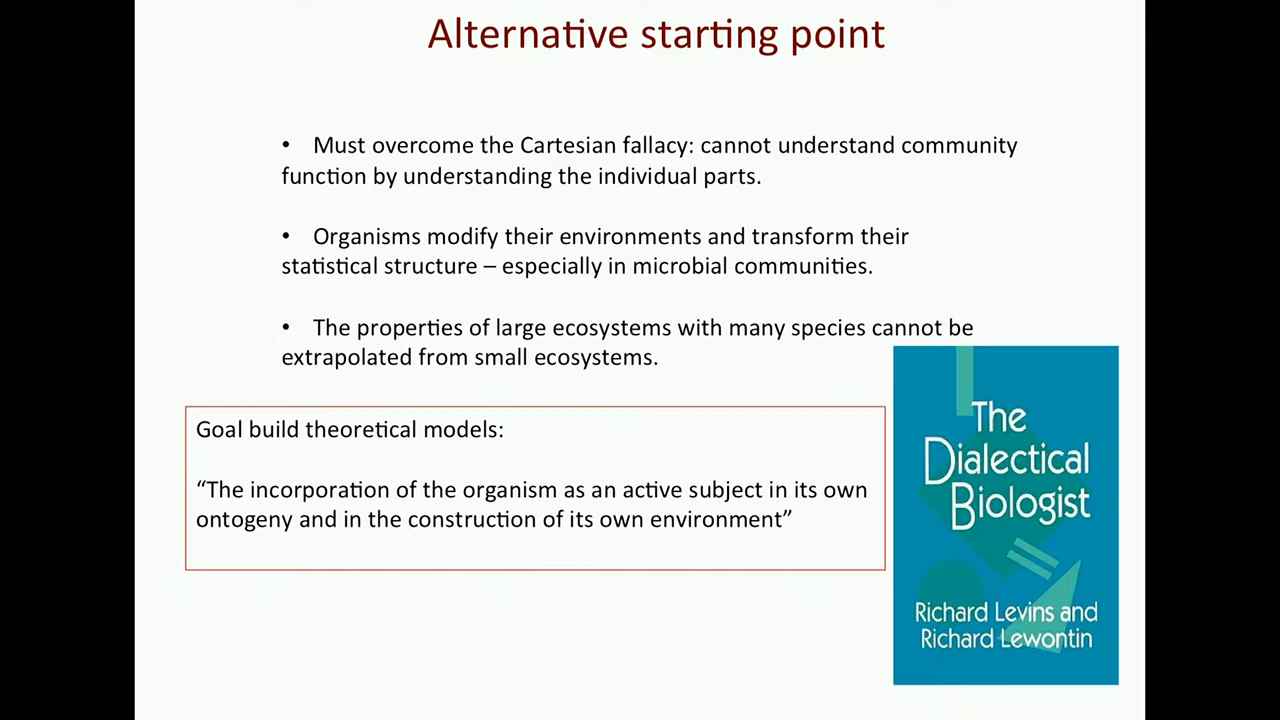 Alternative starting point
• Must overcome the Cartesian fallacy: cannot understand community
function by understanding the individual parts.
• Organisms modify their environments and transform their
statistical structure – especially in microbial communities.
• The properties of large ecosystems with many species cannot be
extrapolated from small ecosystems.
Goal build theoretical models:
“The incorporation of the organism as an active subject in its own
ontogeny and in the construction of its own environment”
The
Dialectical
Biologist
Richard Levins and
Richard Lewontin